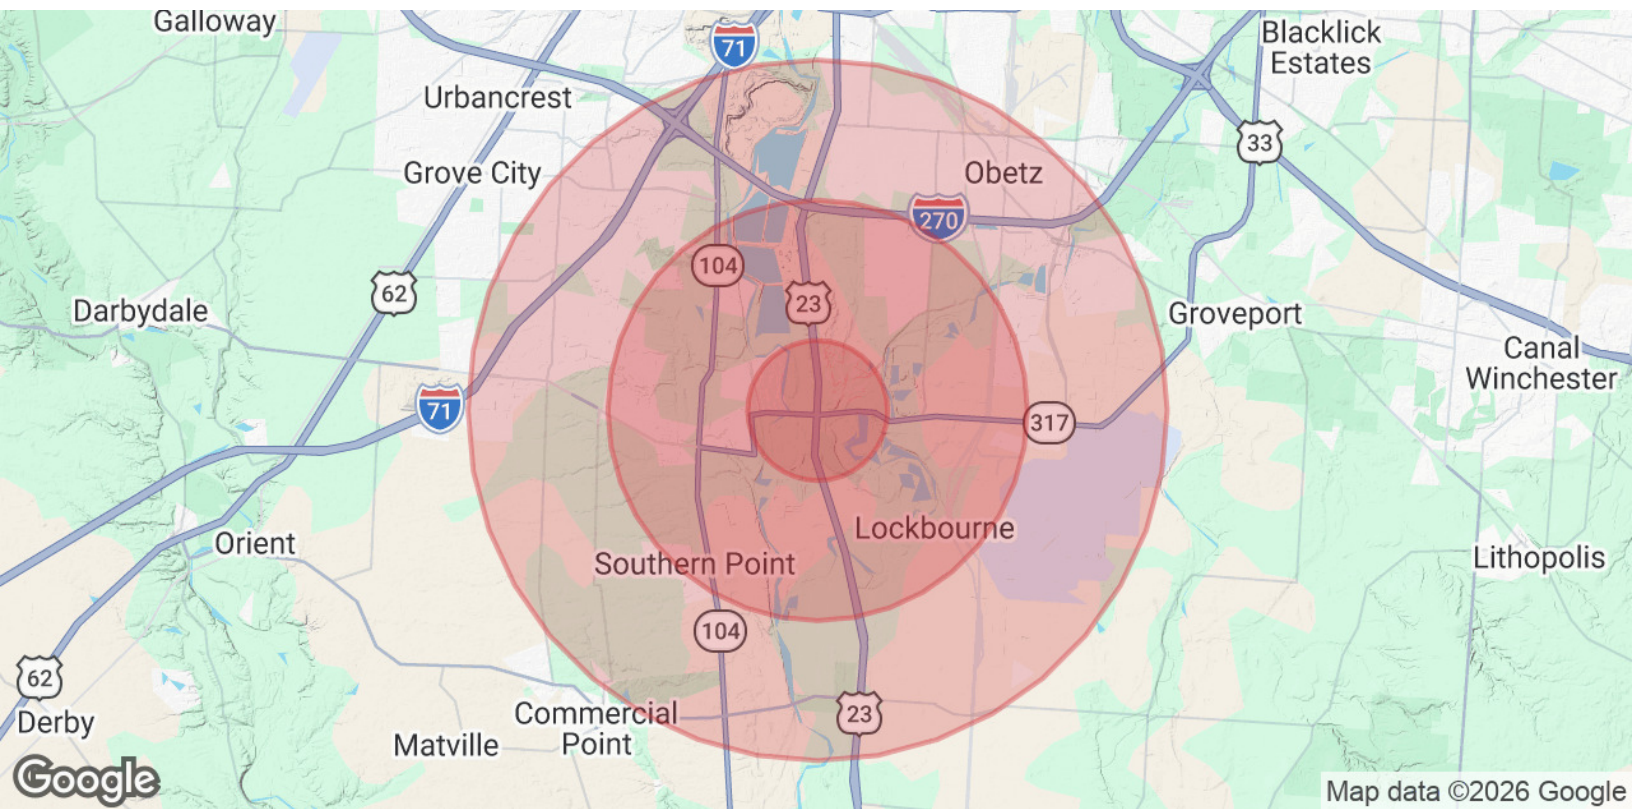 Galloway
71
Blacklick
Estates
Urbancrest
33
Grove City
Obetz
270
104
62
23
Darbydale
Groveport
Canal
Winchester
71
317
Lockbourne
Orient
Southern Point
Lithopolis
104
62
23
Derby
Commercial
Point
Matville
Google
Map data ©2026 Google